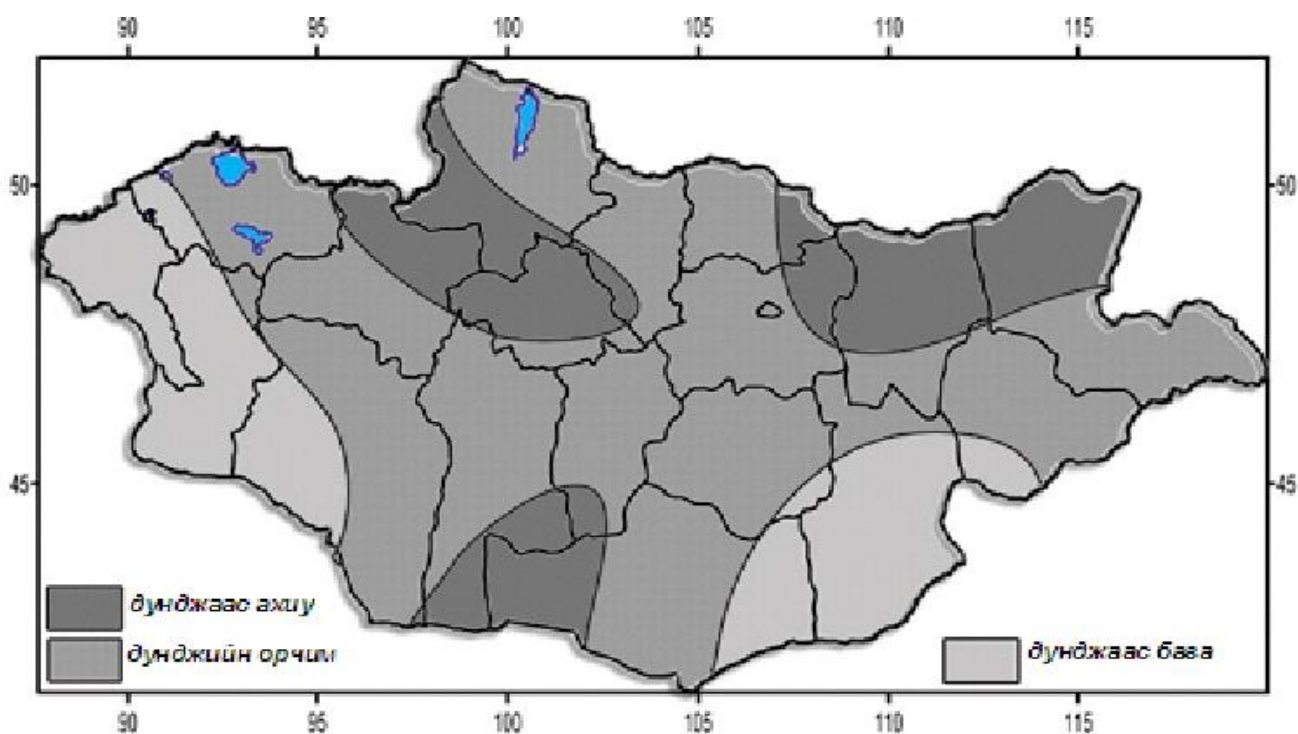 90 95 100 105 110 115
50 50
45 45
дунджаас ахиу
дунджийн орчим
дунджаас бага
90 95 100 105 110 115